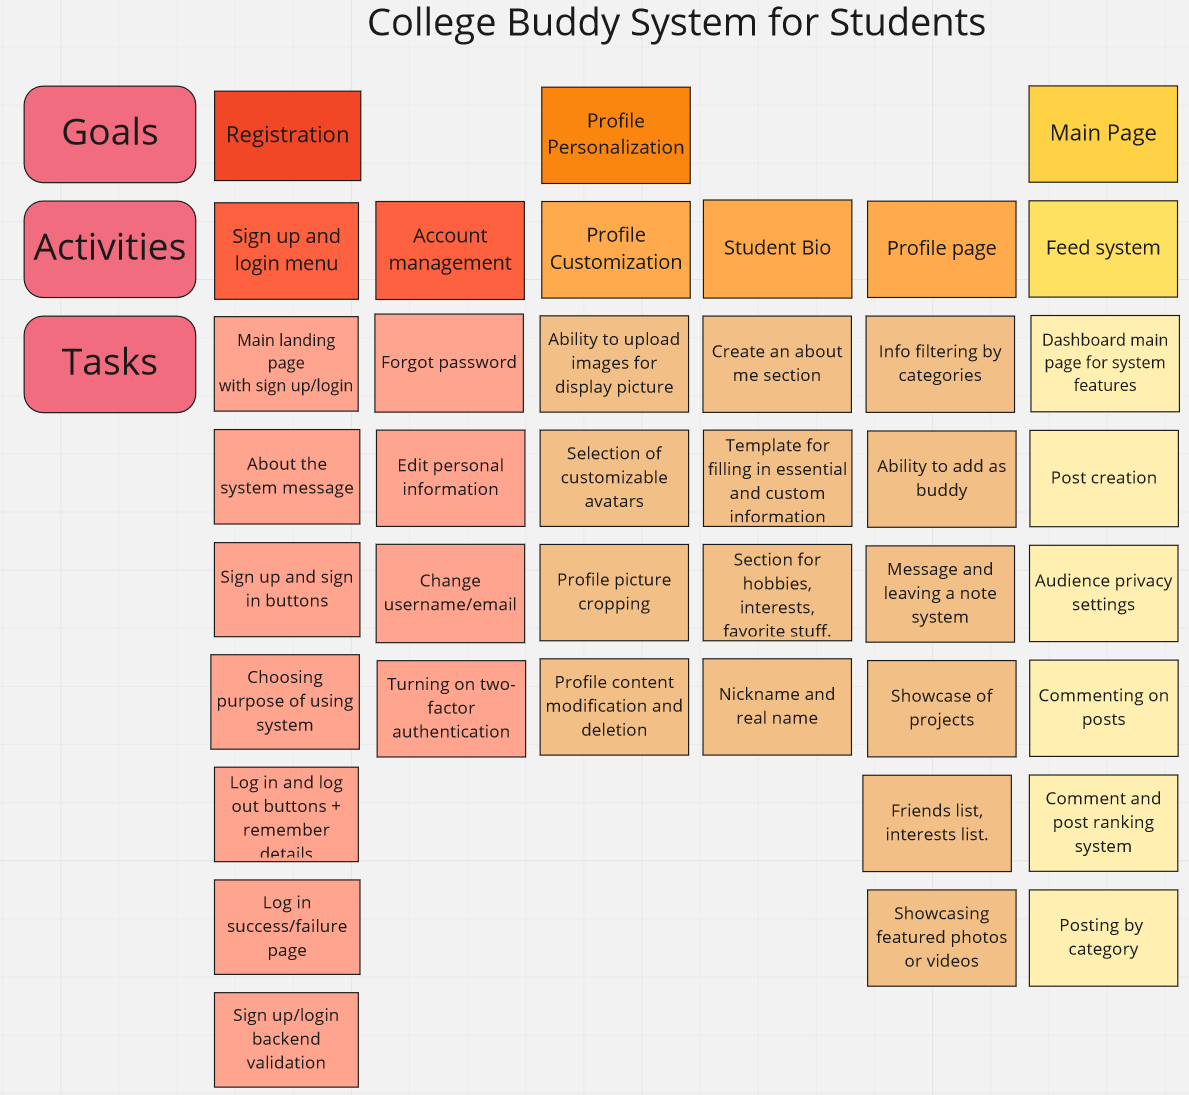 College Buddy System for Students
Goals
Registration
Profile
Personalization
Main Page
Activities
Sign up and
login menu
Account
management
Profile
Customization
Student Bio
Profile page
Feed system
Tasks
Main landing
page
with sign up/login
Forgot password
Ability to upload
images for
display picture
Create an about
me section
Info filtering by
categories
Dashboard main
page for system
features
About the
system message
Edit personal
information
Selection of
customizable
avatars
Template for
filling in essential
and custom
information
Ability to add as
buddy
Post creation
Sign up and sign
in buttons
Change
username/email
Profile picture
cropping
Section for
hobbies,
interests,
favorite stuff.
Message and
leaving a note
system
Audience privacy
settings
Choosing
purpose of using
system
Turning on two-
factor
authentication
Profile content
modification and
deletion
Nickname and
real name
Showcase of
projects
Commenting on
posts
Log in and log
out buttons +
remember
details
Friends list,
interests list.
Comment and
post ranking
system
Log in
success/failure
page
Showcasing
featured photos
or videos
Posting by
category
Sign up/login
backend
validation